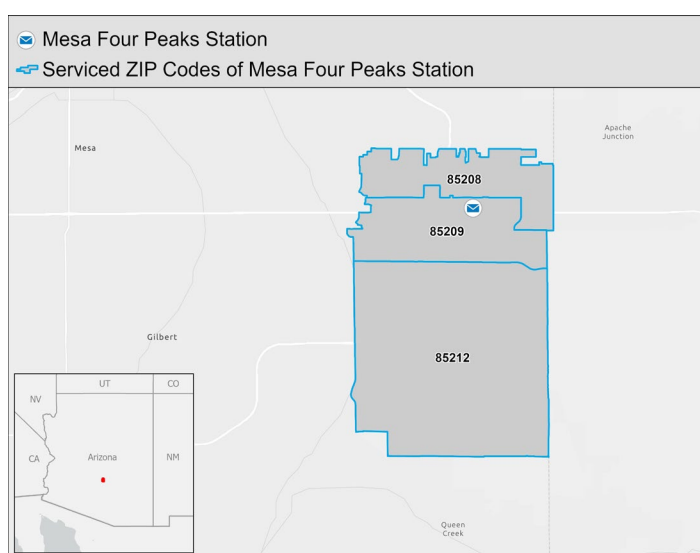 Mesa Four Peaks Station
Serviced ZIP Codes of Mesa Four Peaks Station
Apache
Junction
Mesa
85208
85209
Gilbert
85212
UT
CO
NV
CA
Arizona
NM
Queen
Creek